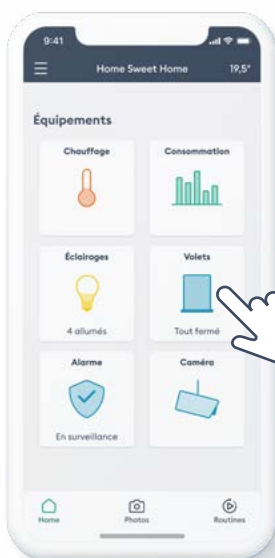 9:41
Home Sweet Home 19,5°
Équipements
Chauffage Consommation
Éclairages Volets
4 allumés Tout fermé
Alarme Caméra
En surveillance
Home Photos Routines